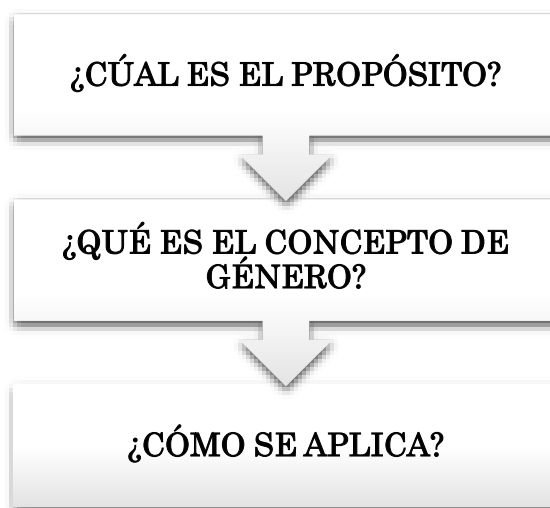 ¿CÚAL ES EL PROPÓSITO?
¿QUÉ ES EL CONCEPTO DE
GÉNERO?
¿CÓMO SE APLICA?